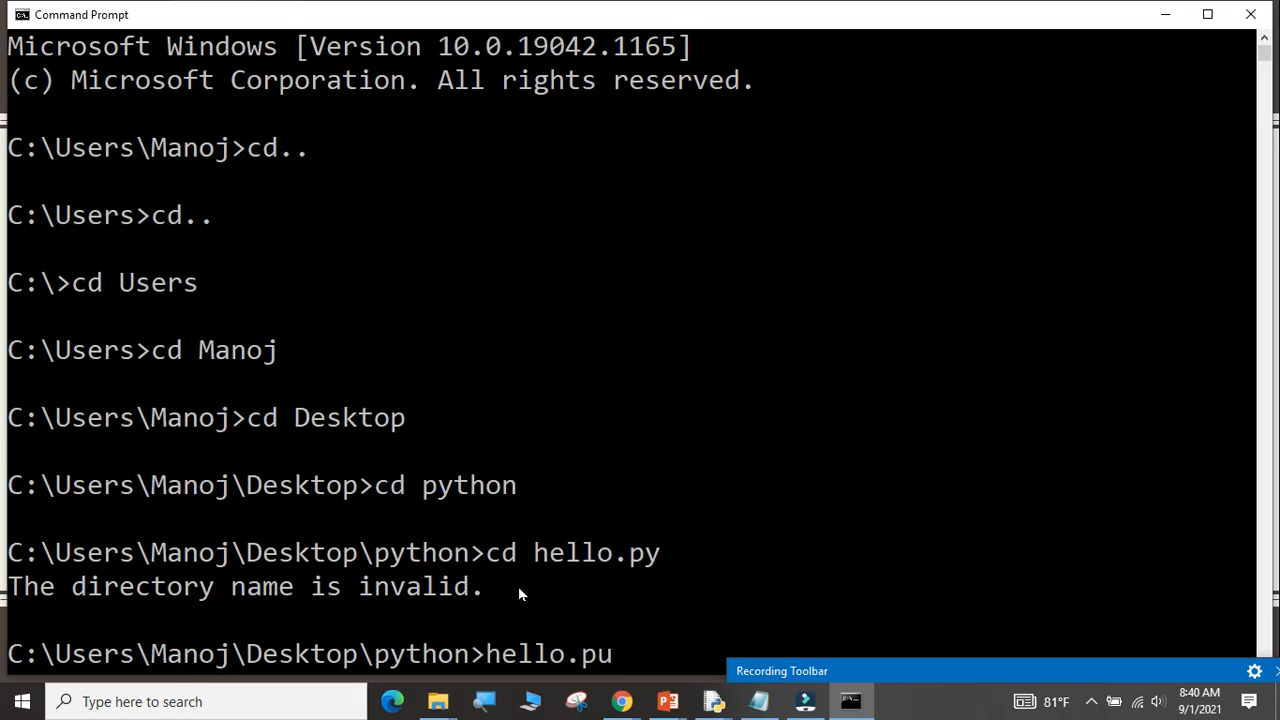 Command Prompt
Microsoft Windows [Version 10.0.19042.1165]
(c) Microsoft Corporation. All rights reserved.
C:\Users\Manoj>cd..
C:\Users>cd..
C:\>cd Users
C:\Users>cd Manoj
C:\Users\Manoj>cd Desktop
C:\Users\Manoj\Desktop>cd python
C:\Users\Manoj\Desktop\python>cd hello.py
The directory name is invalid.
C:\Users\Manoj\Desktop\python>hello.pu
Recording Toolbar
Type here to search
81°F
8:40 AM
9/1/2021